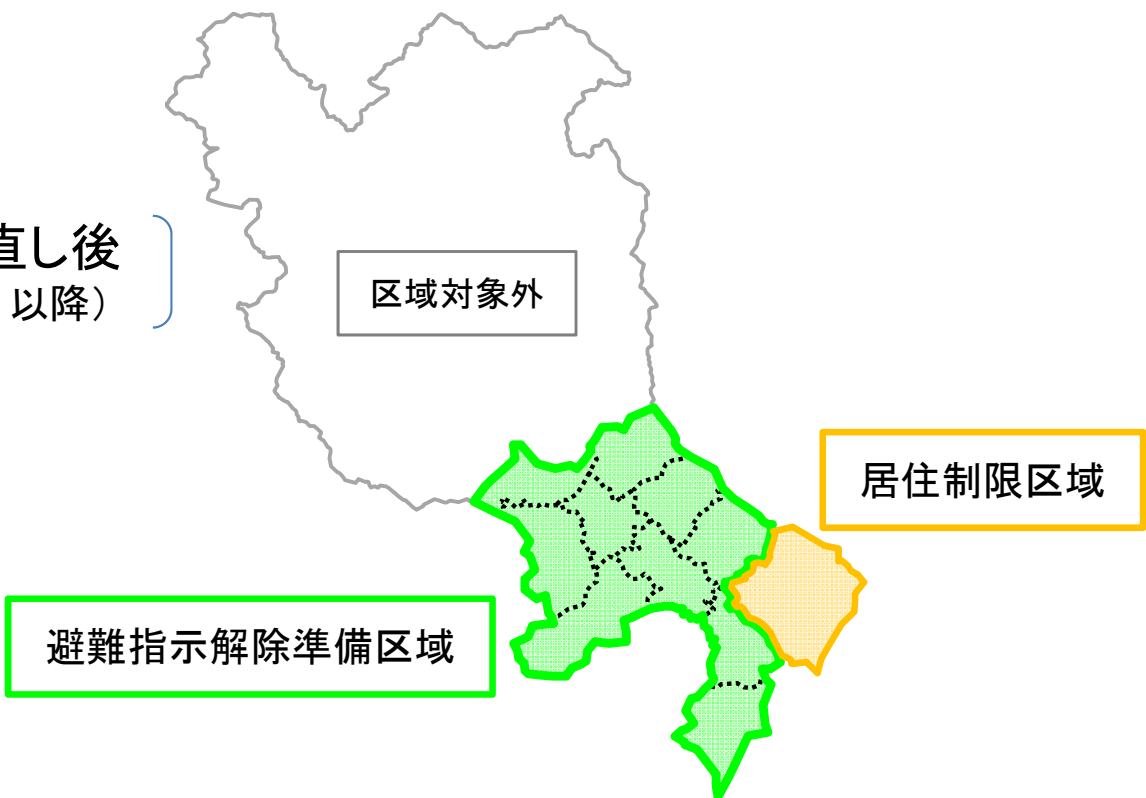 直し後
以降）
区域対象外
居住制限区域
避難指示解除準備区域